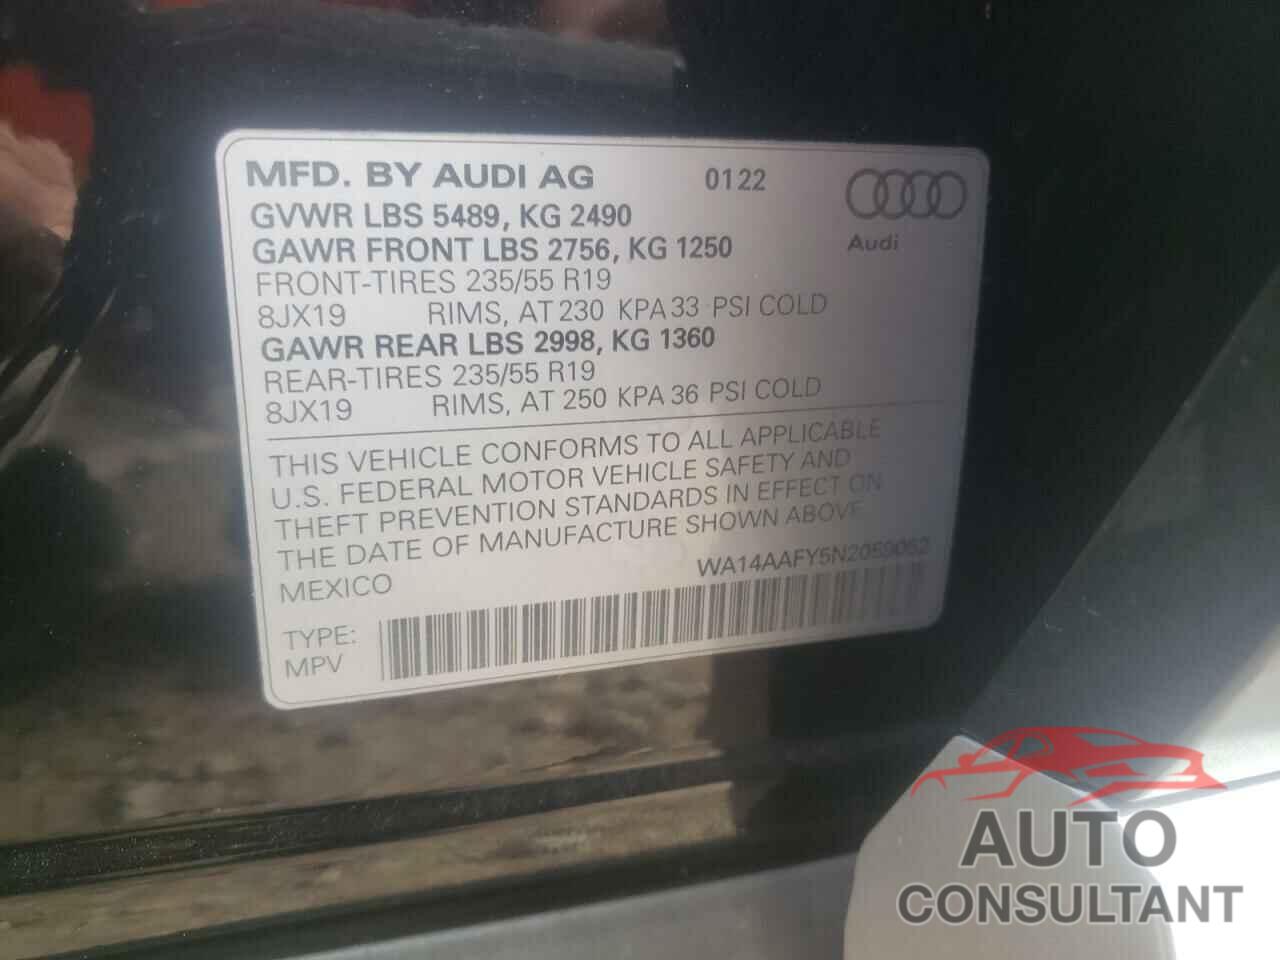 MFD. BY AUDI AG 0122
GVWR LBS 5489, KG 2490
GAWR FRONT LBS 2756, KG 1250
Audi
FRONT-TIRES 235/55 R19
8JX19 RIMS, AT 230 KPA 33 PSI COLD
GAWR REAR LBS 2998, KG 1360
REAR-TIRES 235/55 R19
8JX19 RIMS, AT 250 KPA 36 PSI COLD
THIS VEHICLE CONFORMS TO ALL APPLICABLE
U.S. FEDERAL MOTOR VEHICLE SAFETY AND
THEFT PREVENTION STANDARDS IN EFFECT ON
THE DATE OF MANUFACTURE SHOWN ABOVE
WA14AAFY5N2059052
MEXICO
TYPE:
MPV
AUTO
CONSULTANT